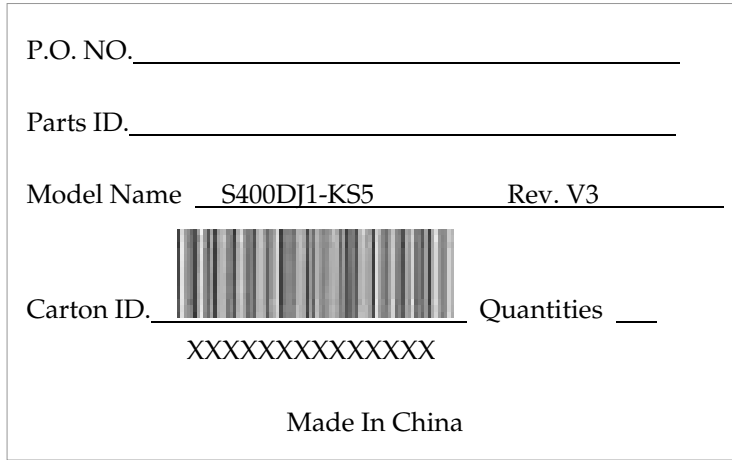 P.O. NO.
Parts ID.
Model Name S400DJ1-KS5 Rev. V3
Carton ID. Quantities
XXXXXXXXXXXXXX
Made In China